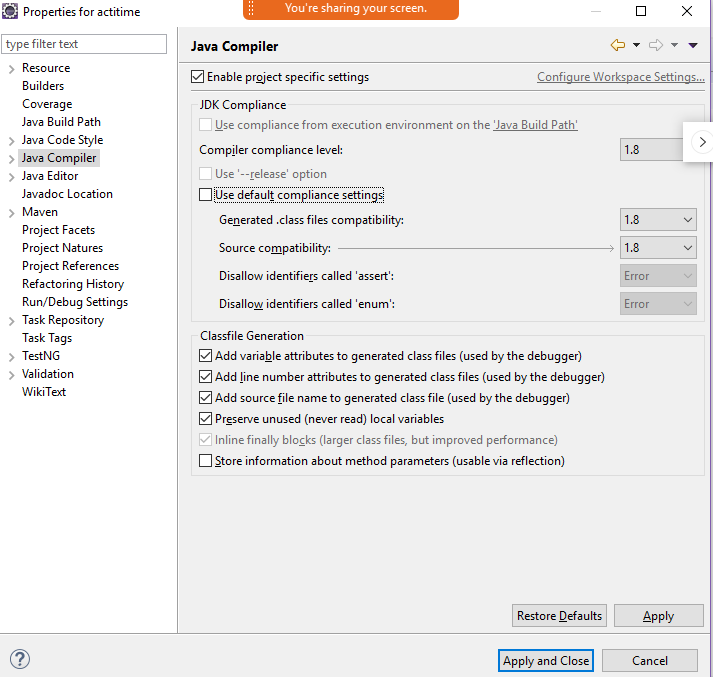 Properties for actitime
You're sharing your screen.
type filter text
Resource
Builders
Coverage
Java Build Path
Java Code Style
Java Compiler
Java Editor
Javadoc Location
Maven
Project Facets
Project Natures
Project References
Refactoring History
Run/Debug Settings
Task Repository
Task Tags
TestNG
Validation
WikiText
Java Compiler
Enable project specific settings Configure Workspace Settings...
JDK Compliance
Use compliance from execution environment on the 'Java Build Path'
Compiler compliance level: 1.8
Use '--release' option
Use default compliance settings
Generated .class files compatibility: 1.8
Source compatibility: 1.8
Disallow identifiers called 'assert': Error
Disallow identifiers called 'enum': Error
Classfile Generation
Add variable attributes to generated class files (used by the debugger)
Add line number attributes to generated class files (used by the debugger)
Add source file name to generated class file (used by the debugger)
Preserve unused (never read) local variables
Inline finally blocks (larger class files, but improved performance)
Store information about method parameters (usable via reflection)
Restore Defaults Apply
? Apply and Close Cancel